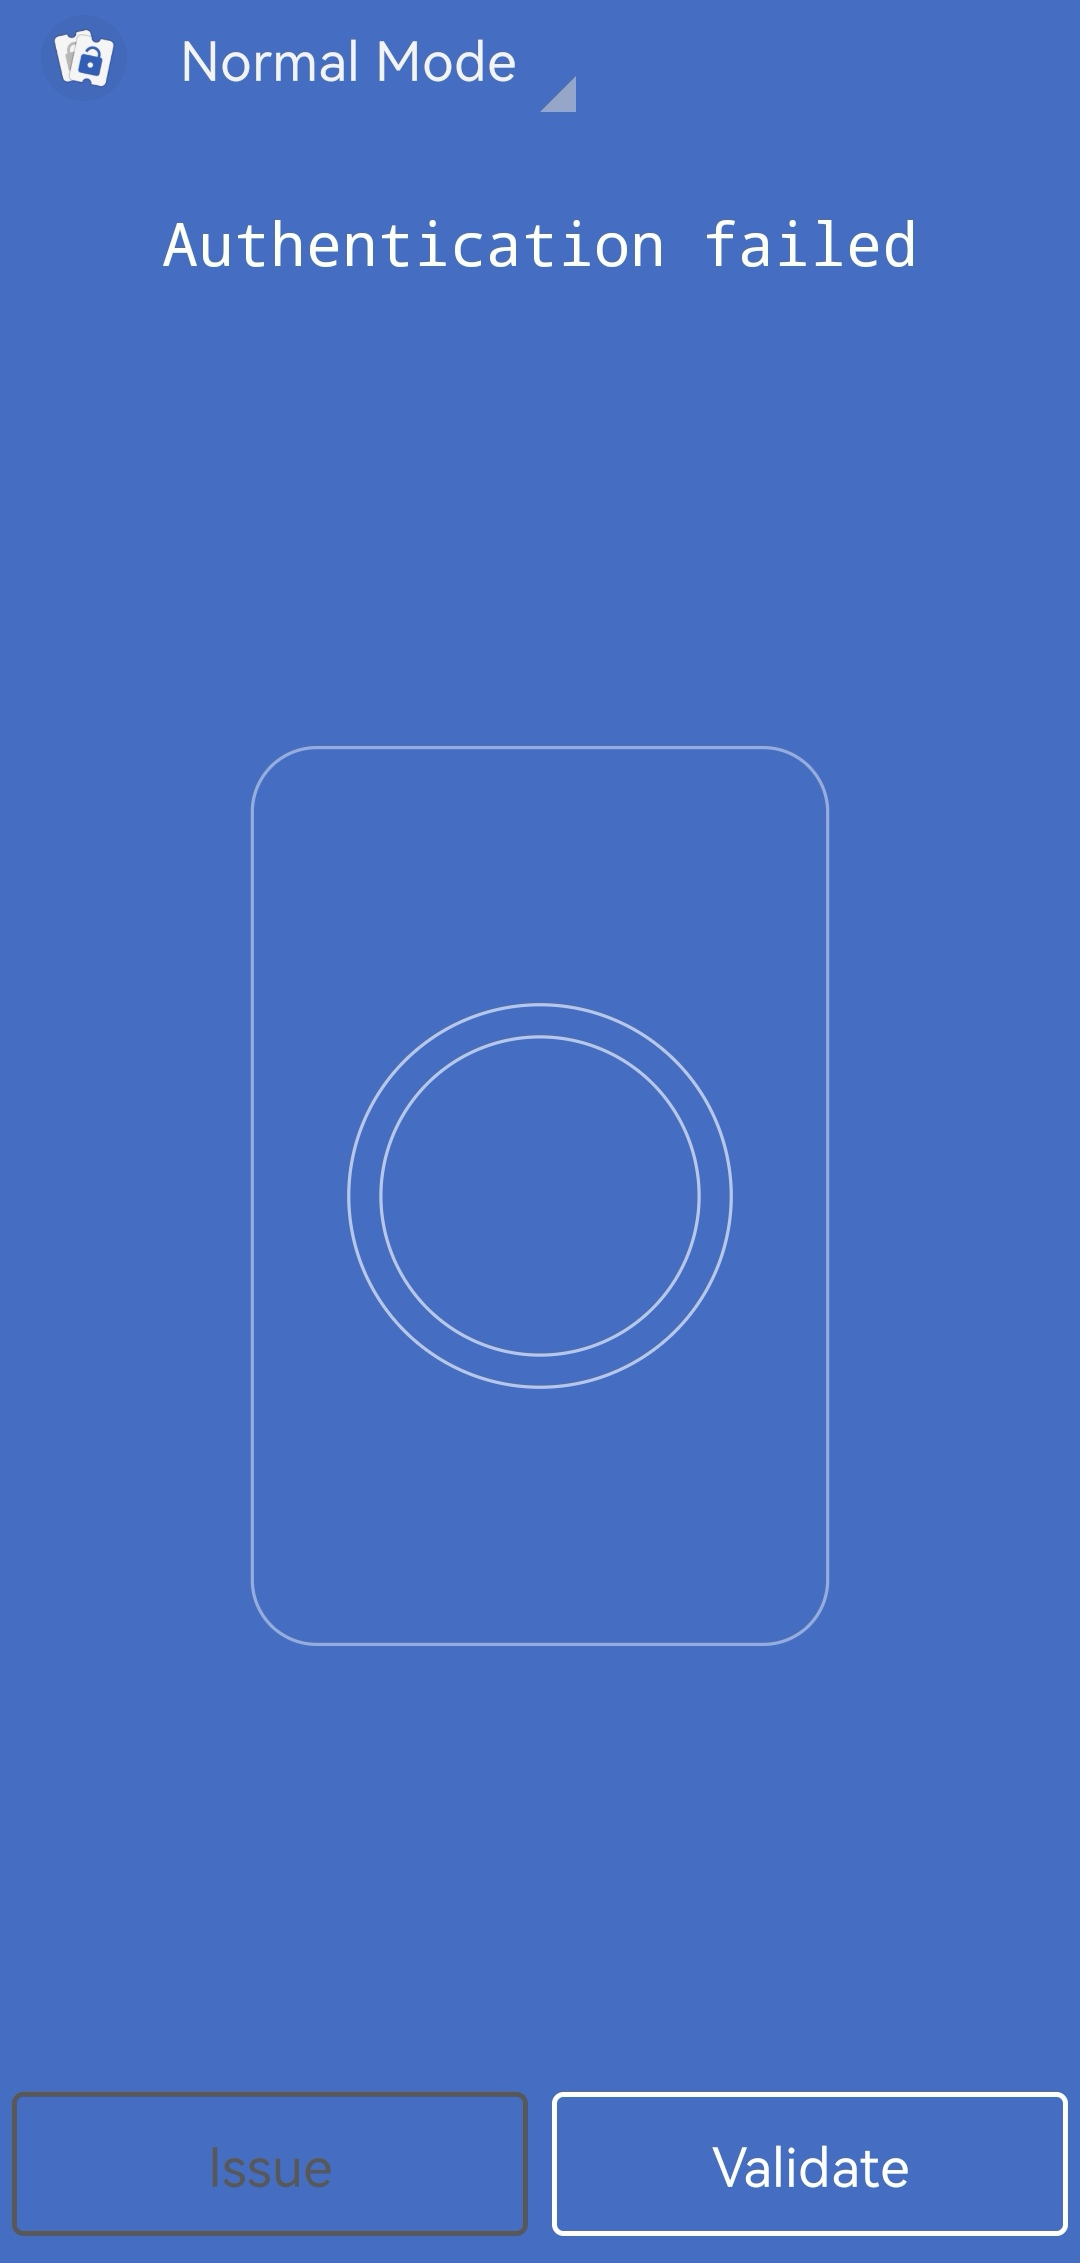 Normal Mode
Authentication failed
Issue
Validate